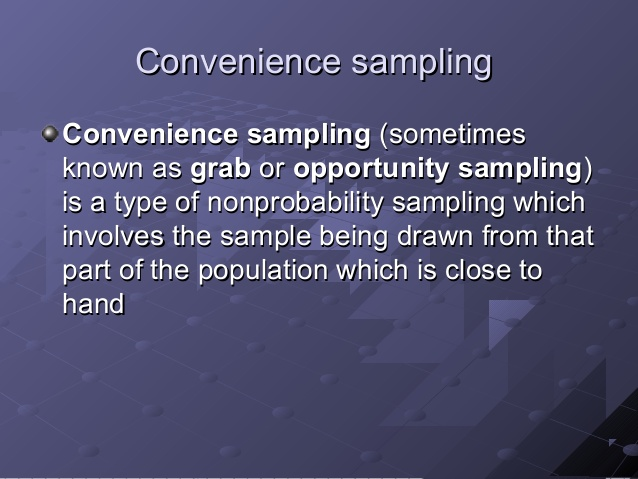 Convenience sampling
Convenience sampling (sometimes
known as grab or opportunity sampling)
is a type of nonprobability sampling which
involves the sample being drawn from that
part of the population which is close to
hand